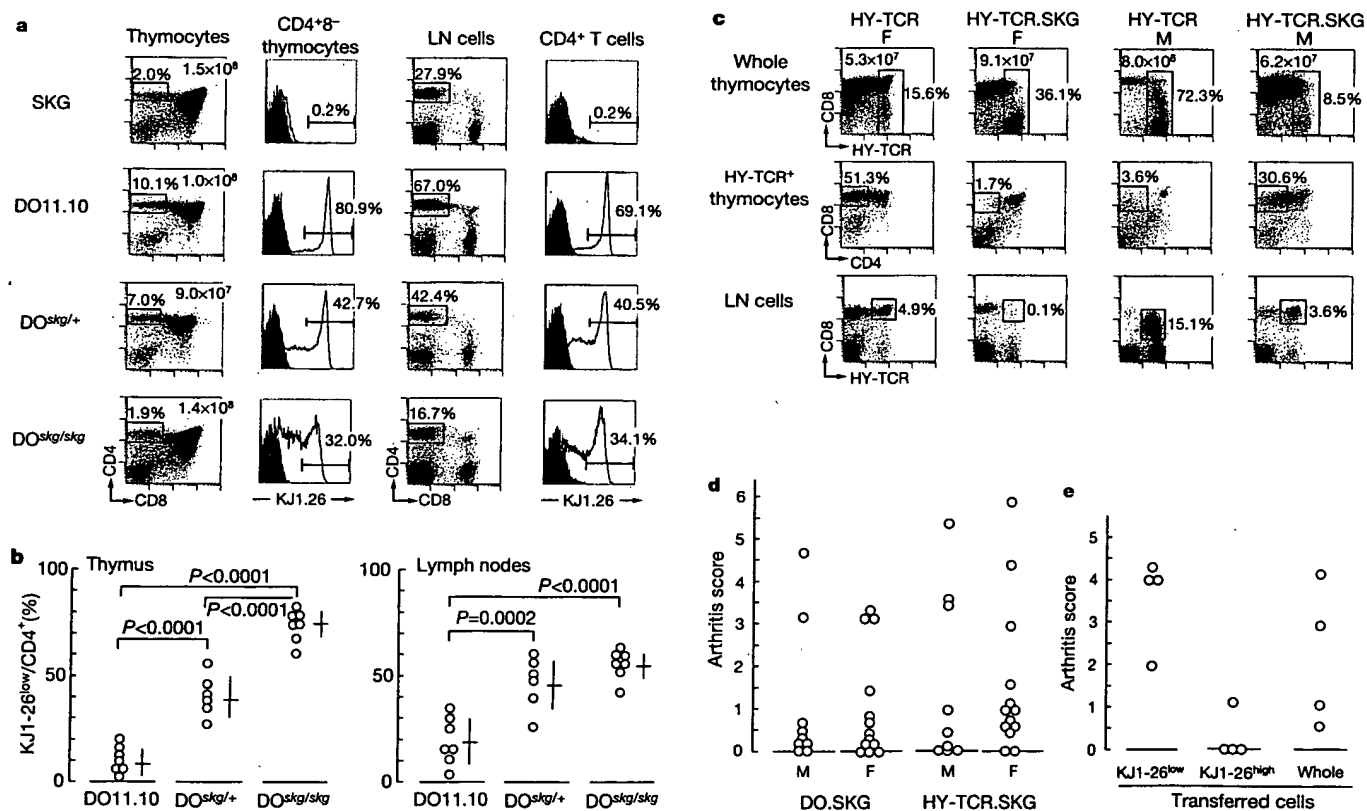 a
Thymocytes
CD4⁺8⁻
thymocytes
LN cells
CD4⁺ T cells
SKG
2.0%
1.5×10⁸
0.2%
27.9%
0.2%
DO11.10
10.1%
1.0×10⁸
80.9%
67.0%
69.1%
DOskg/+
7.0%
9.0×10⁷
42.7%
42.4%
40.5%
DOskg/skg
1.9%
1.4×10⁸
32.0%
16.7%
34.1%
CD4
CD8
KJ1.26
CD4
CD8
KJ1.26
b
Thymus
Lymph nodes
KJ1-26low/CD4⁺(%)
100
50
0
P<0.0001
P<0.0001
P<0.0001
DO11.10
DOskg/+
DOskg/skg
100
50
0
P<0.0001
P=0.0002
DO11.10
DOskg/+
DOskg/skg
c
HY-TCR
F
HY-TCR.SKG
F
HY-TCR
M
HY-TCR.SKG
M
Whole
thymocytes
5.3×10⁷
15.6%
9.1×10⁷
36.1%
8.0×10⁶
72.3%
6.2×10⁷
8.5%
CD8
HY-TCR
HY-TCR⁺
thymocytes
51.3%
1.7%
3.6%
30.6%
CD8
CD4
LN cells
4.9%
0.1%
15.1%
3.6%
CD8
HY-TCR
d
Arthritis score
6
5
4
3
2
1
0
M
F
M
F
DO.SKG
HY-TCR.SKG
e
Arthritis score
5
4
3
2
1
0
KJ1-26low
KJ1-26high
Whole
Transferred cells